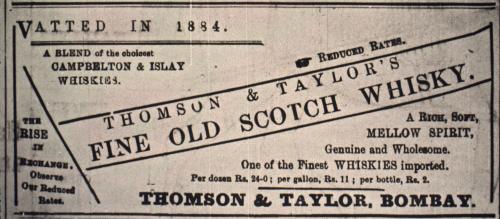 VATTED IN 1884.
A BLEND of the choicest
CAMPBELTON & ISLAY
WHISKIES.
☛ REDUCED RATES.
THOMSON & TAYLOR'S
FINE OLD SCOTCH WHISKY.
THE
RISE
IN
EXCHANGE.
Observe
Our Reduced
Rates.
A RICH, SOFT,
MELLOW SPIRIT,
Genuine and Wholesome.
One of the Finest WHISKIES imported.
Per dozen Rs. 24-0; per gallon, Rs. 11; per bottle, Rs. 2.
THOMSON & TAYLOR, BOMBAY.